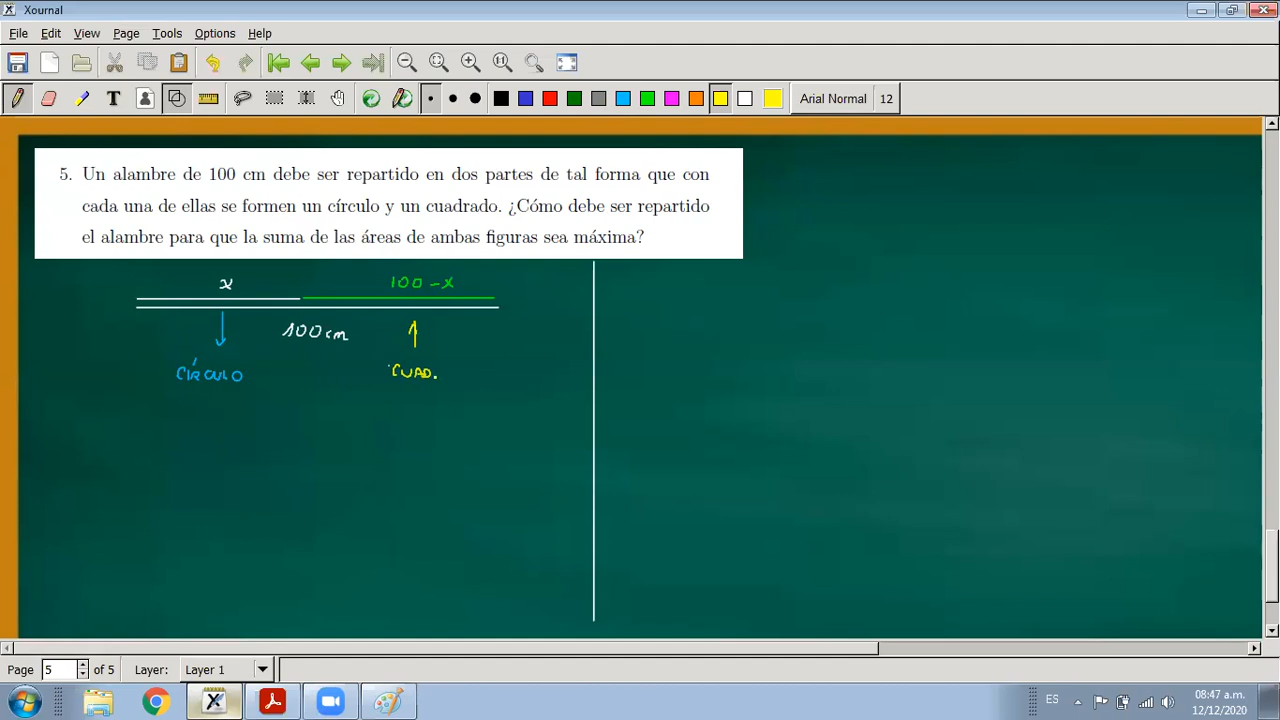 Xournal
File Edit View Page Tools Options Help
Arial Normal 12
5. Un alambre de 100 cm debe ser repartido en dos partes de tal forma que con
cada una de ellas se formen un círculo y un cuadrado. ¿Cómo debe ser repartido
el alambre para que la suma de las áreas de ambas figuras sea máxima?
x 100-x
100cm
CÍRCULO CUAD.
Page 5 of 5 Layer: Layer 1
ES 08:47 a.m.
12/12/2020